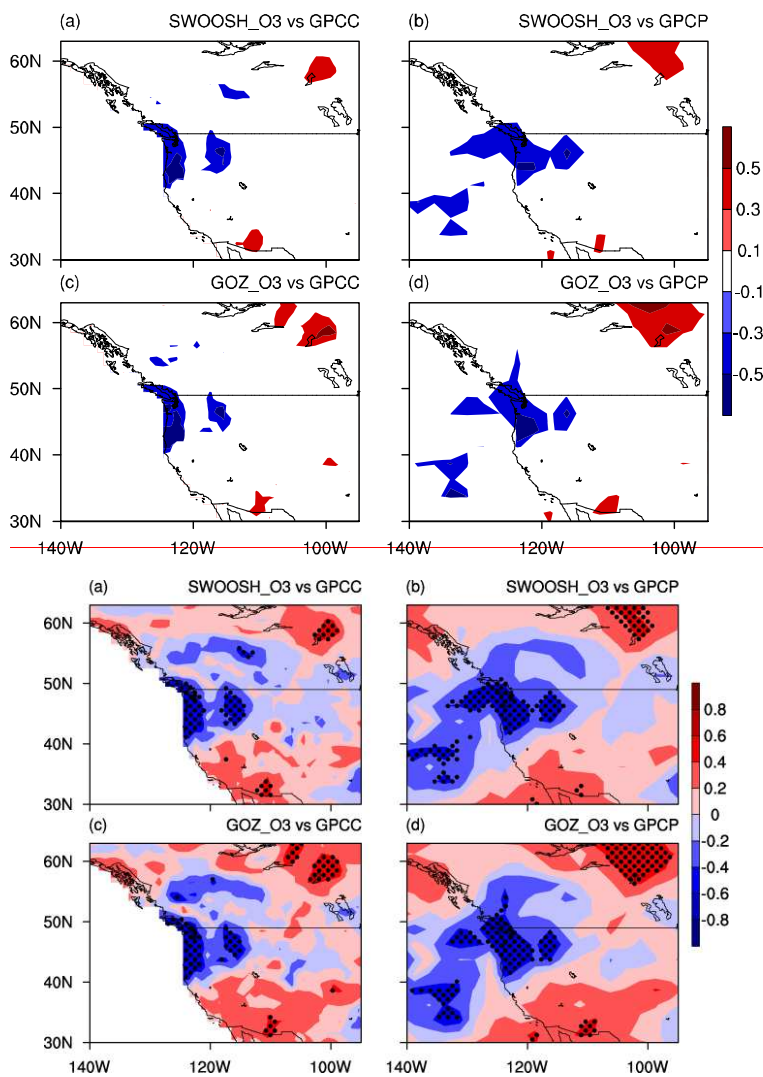 (a) SWOOSH_O3 vs GPCC
(b) SWOOSH_O3 vs GPCP
60N
50N
40N
30N
(c) GOZ_O3 vs GPCC
(d) GOZ_O3 vs GPCP
60N
50N
40N
30N
140W 120W 100W
140W 120W 100W
0.5
0.3
0.1
-0.1
-0.3
-0.5
(a) SWOOSH_O3 vs GPCC
(b) SWOOSH_O3 vs GPCP
60N
50N
40N
30N
(c) GOZ_O3 vs GPCC
(d) GOZ_O3 vs GPCP
60N
50N
40N
30N
140W 120W 100W
140W 120W 100W
0.8
0.6
0.4
0.2
0
-0.2
-0.4
-0.6
-0.8